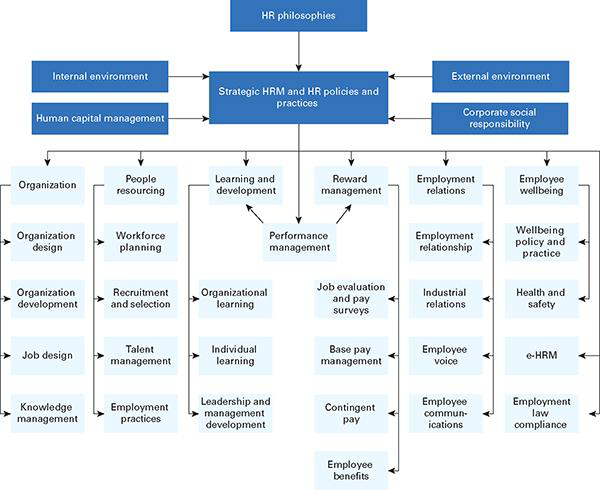 HR philosophies
Internal environment
External environment
Strategic HRM and HR policies and
practices
Human capital management
Corporate social
responsibility
Organization
People
resourcing
Learning and
development
Reward
management
Employment
relations
Employee
wellbeing
Organization
design
Workforce
planning
Performance
management
Employment
relationship
Wellbeing
policy and
practice
Organization
development
Recruitment
and selection
Organizational
learning
Job evaluation
and pay
surveys
Industrial
relations
Health and
safety
Job design
Talent
management
Individual
learning
Base pay
management
Employee
voice
e-HRM
Knowledge
management
Employment
practices
Leadership and
management
development
Contingent
pay
Employee
commun-
ications
Employment
law
compliance
Employee
benefits